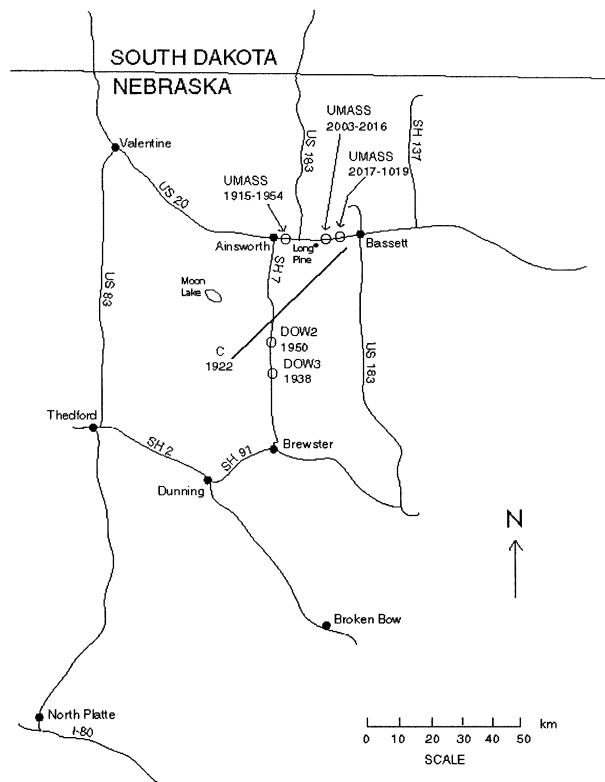 SOUTH DAKOTA
NEBRASKA
US 183
UMASS
2003-2016
SH 137
UMASS
2017-1019
Valentine
UMASS
1915-1954
US 20
Ainsworth
Long
Pine
Bassett
SH 7
Moon
Lake
US 83
DOW2
1950
C
1922
DOW3
1938
US 183
Thedford
SH 2
SH 91
Brewster
Dunning
N
Broken Bow
North Platte
I-80
km
0 10 20 30 40 50
SCALE